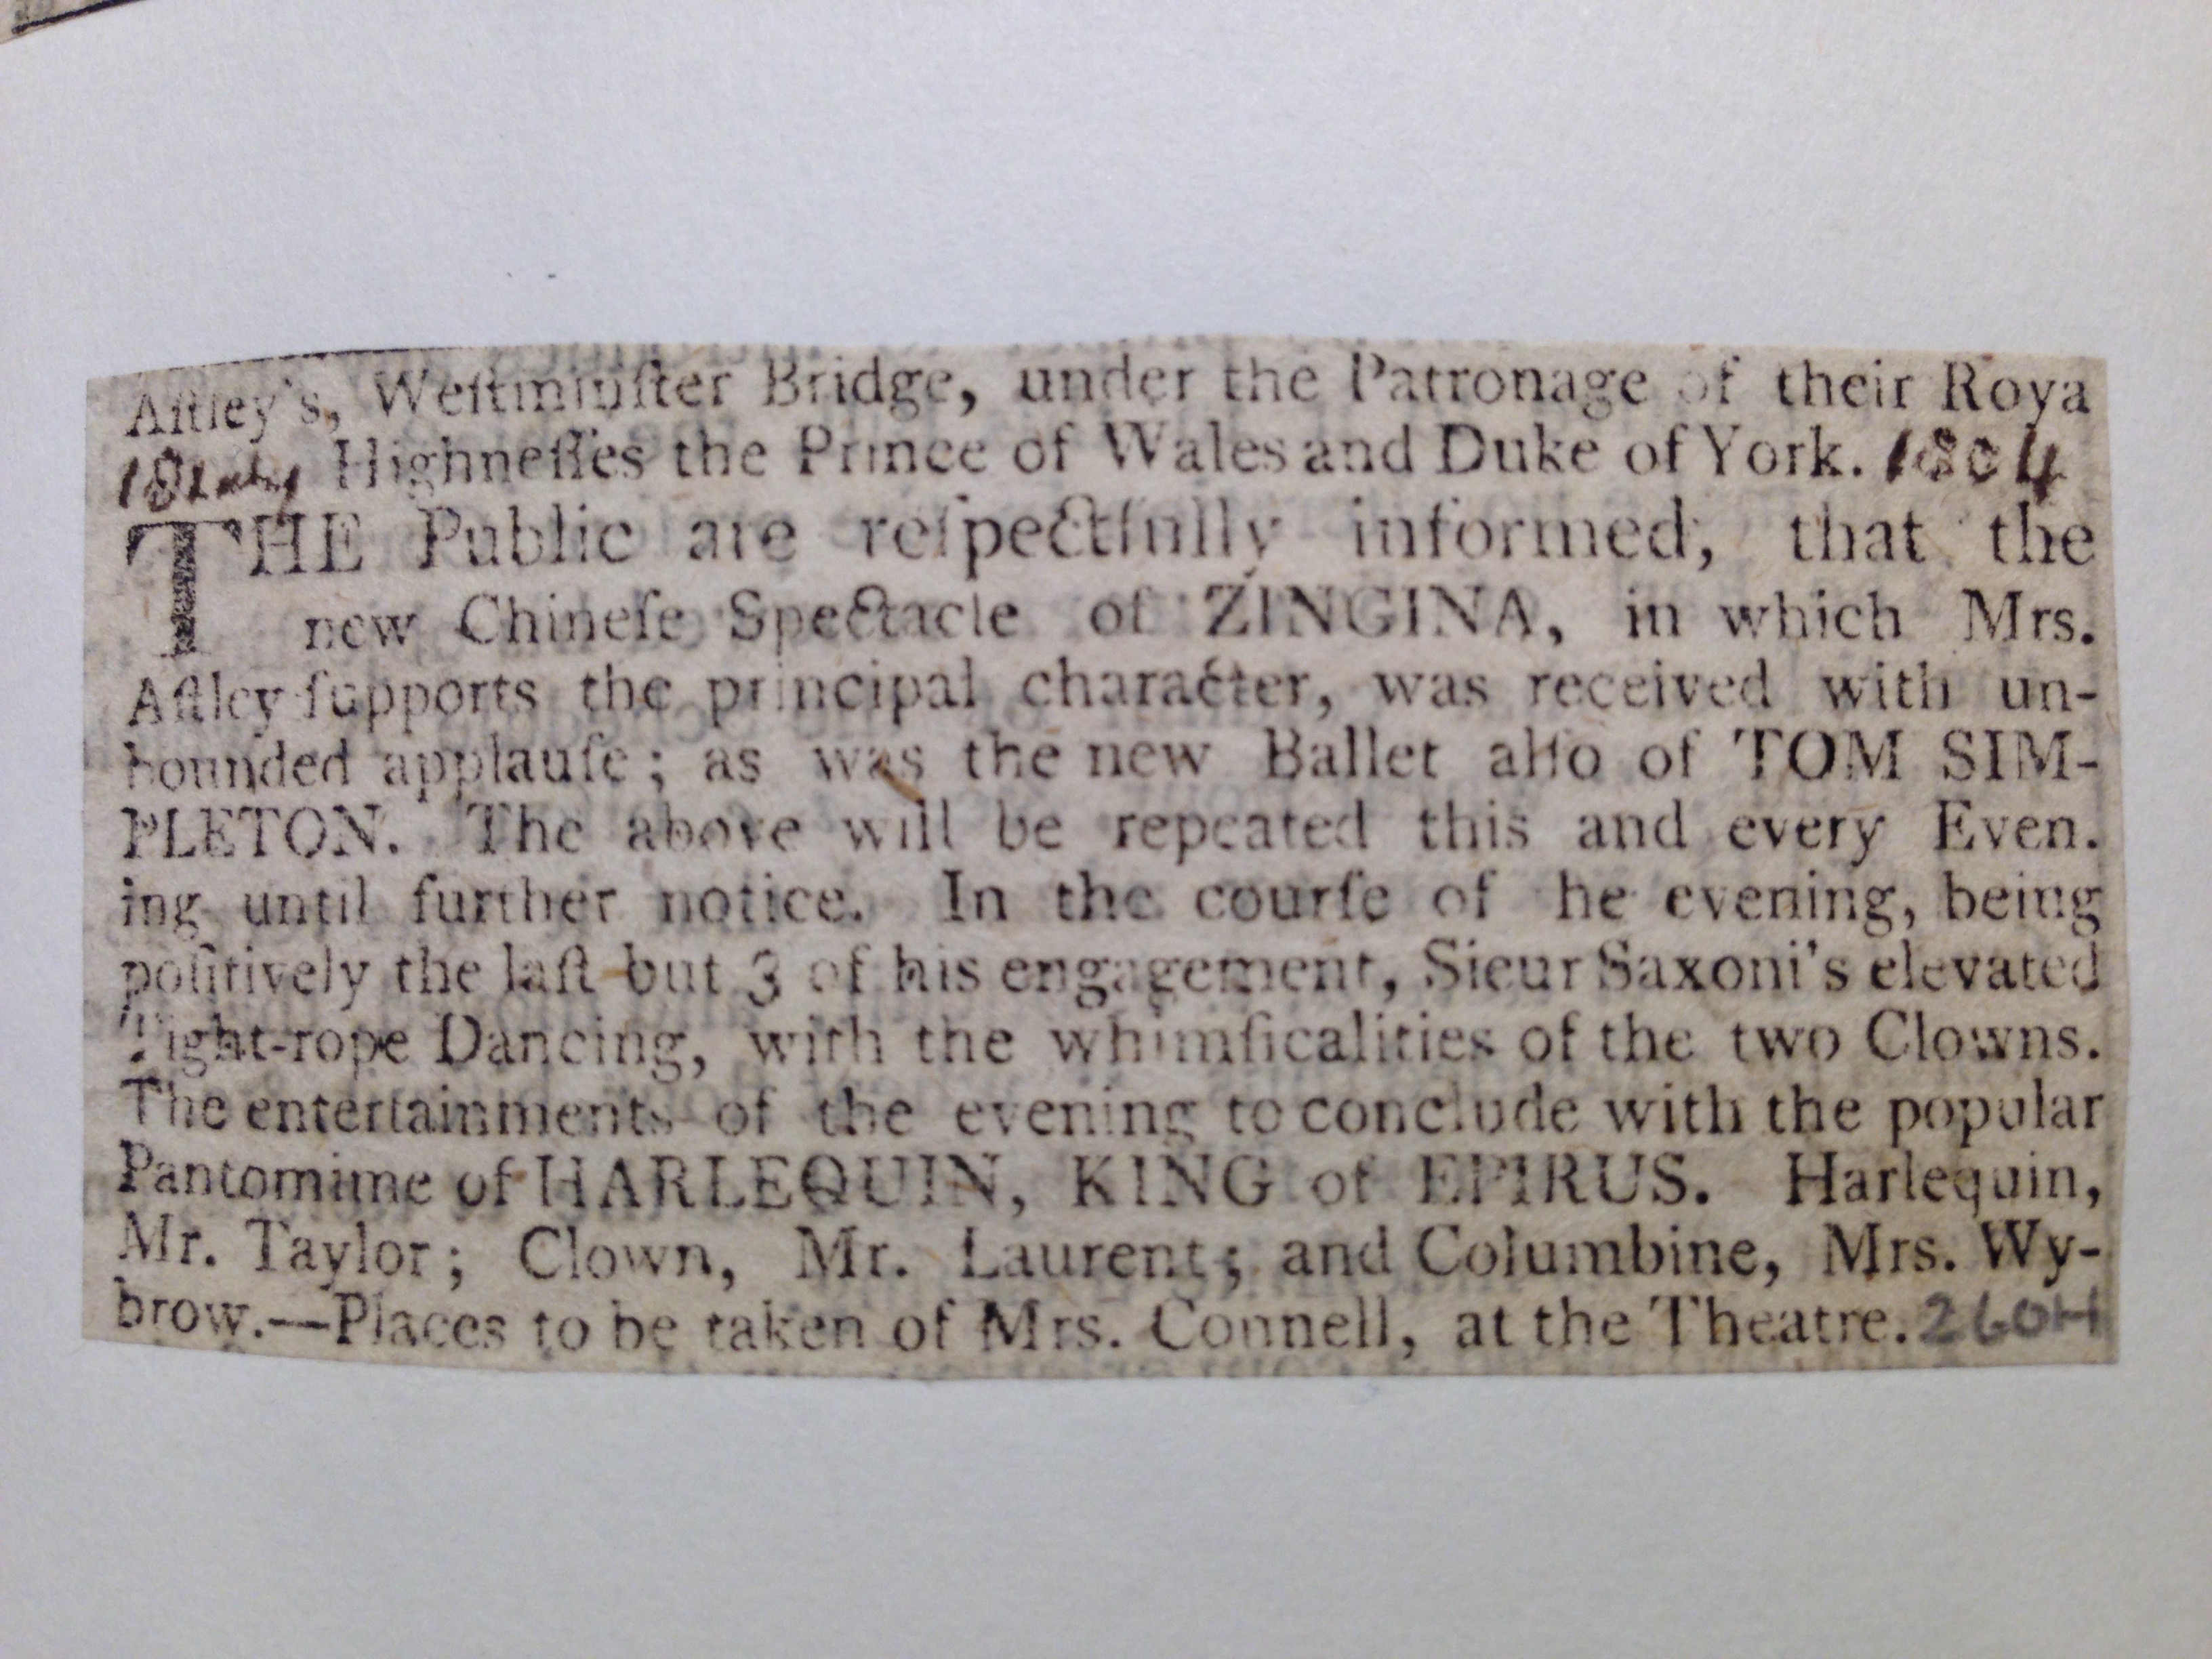 Aſtley's, Weſtminſter Bridge, under the Patronage of their Roya
Highneſſes the Prince of Wales and Duke of York. 1804
THE Public are reſpectfully informed, that the
new Chineſe Spectacle of ZINGINA, in which Mrs.
Aſtley ſupports the principal character, was received with un-
bounded applauſe; as was the new Ballet alſo of TOM SIM-
PLETON. The above will be repeated this and every Even.
ing until further notice. In the courſe of he evening, being
poſitively the laſt but 3 of his engagement, Sieur Saxoni's elevated
Tight-rope Dancing, with the whimſicalities of the two Clowns.
The entertainments of the evening to conclude with the popular
Pantomime of HARLEQUIN, KING of EPIRUS. Harlequin,
Mr. Taylor; Clown, Mr. Laurent; and Columbine, Mrs. Wy-
brow.—Places to be taken of Mrs. Connell, at the Theatre. 260H